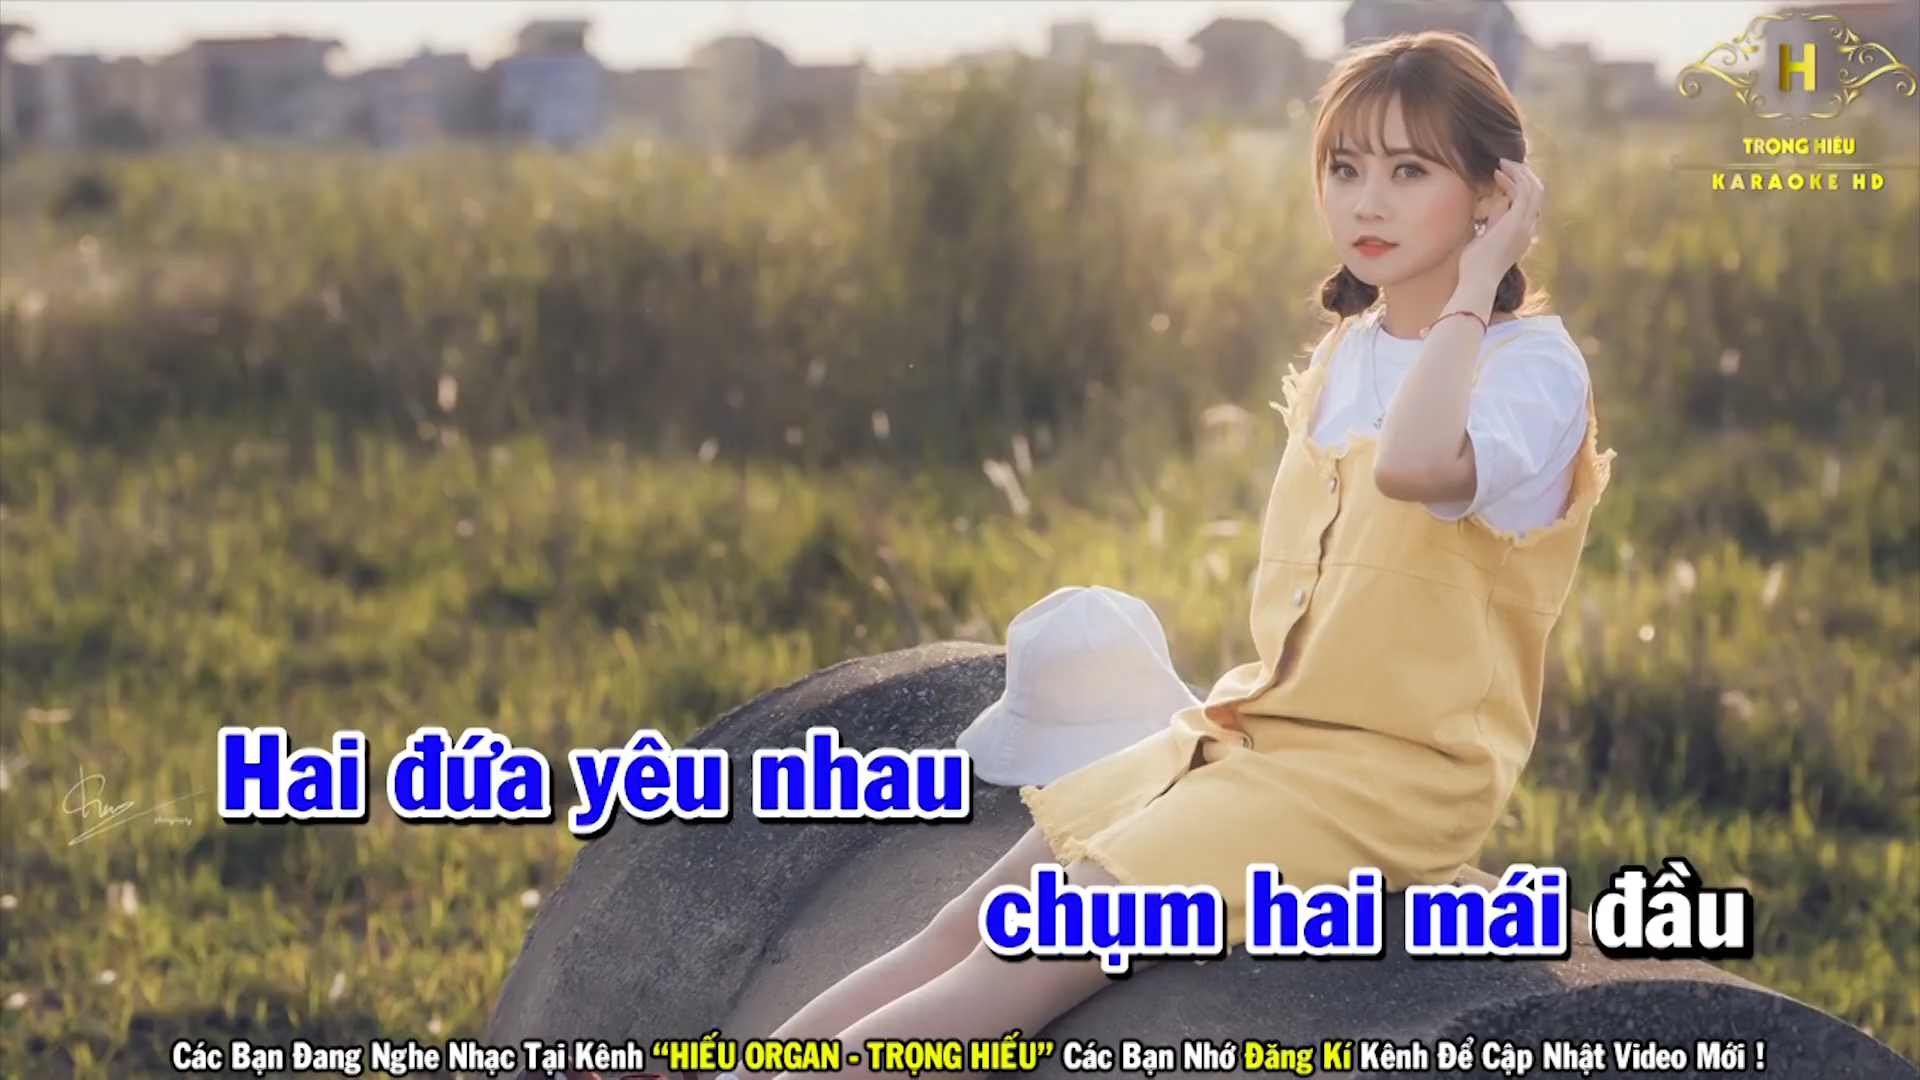 H
TRỌNG HIẾU
KARAOKE HD
Hai đứa yêu nhau
chụm hai mái đầu
photography
Các Bạn Đang Nghe Nhạc Tại Kênh “HIẾU ORGAN - TRỌNG HIẾU” Các Bạn Nhớ Đăng Kí Kênh Để Cập Nhật Video Mới !